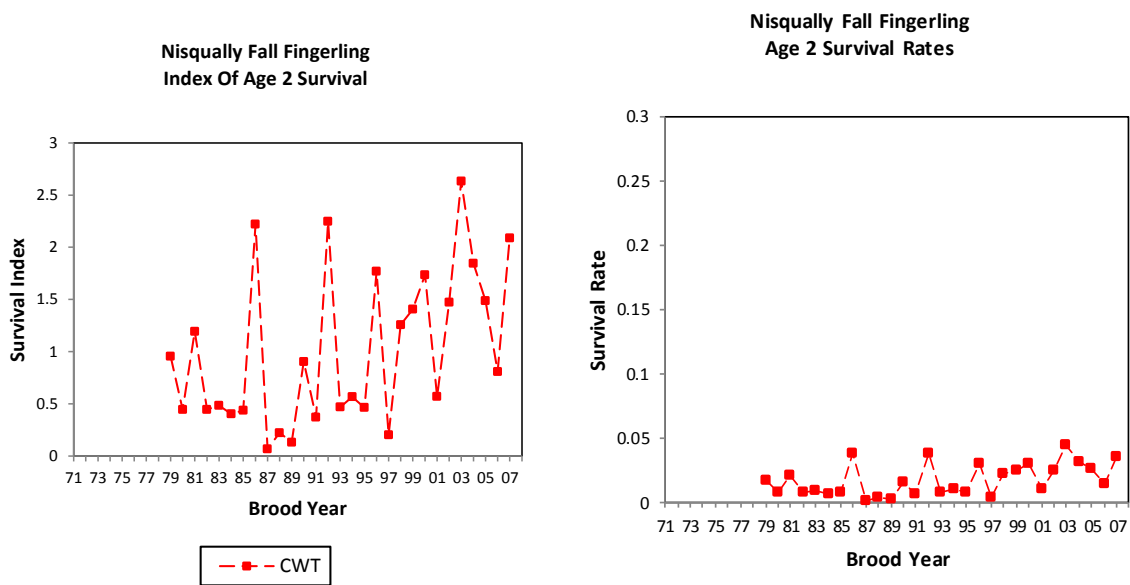 Nisqually Fall Fingerling
Index Of Age 2 Survival
3
2.5
2
1.5
1
0.5
0
Survival Index
71 73 75 77 79 81 83 85 87 89 91 93 95 97 99 01 03 05 07
Brood Year
CWT
Nisqually Fall Fingerling
Age 2 Survival Rates
0.3
0.25
0.2
0.15
0.1
0.05
0
Survival Rate
71 73 75 77 79 81 83 85 87 89 91 93 95 97 99 01 03 05 07
Brood Year